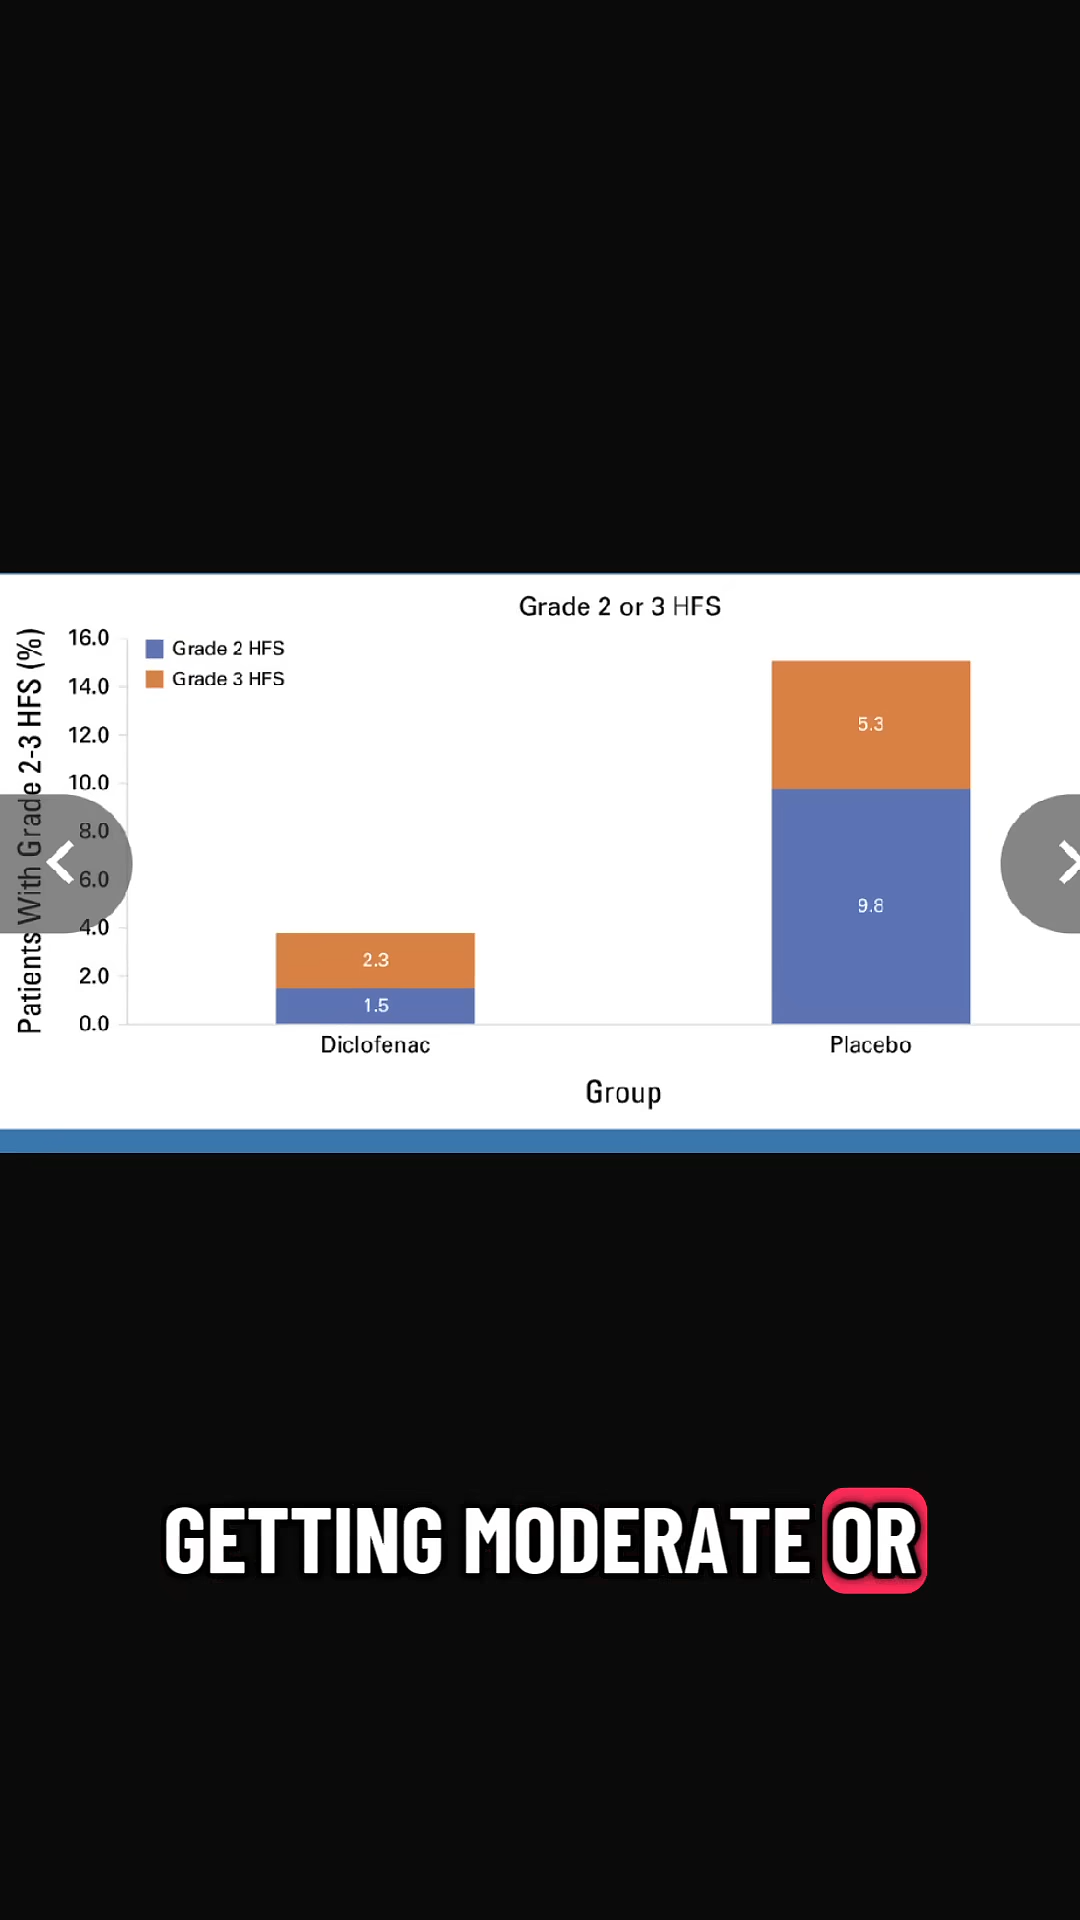 Grade 2 or 3 HFS
Patients With Grade 2-3 HFS (%)
16.0
14.0
12.0
10.0
8.0
6.0
4.0
2.0
0.0
Grade 2 HFS
Grade 3 HFS
5.3
9.8
2.3
1.5
Diclofenac
Placebo
Group
GETTING MODERATE OR